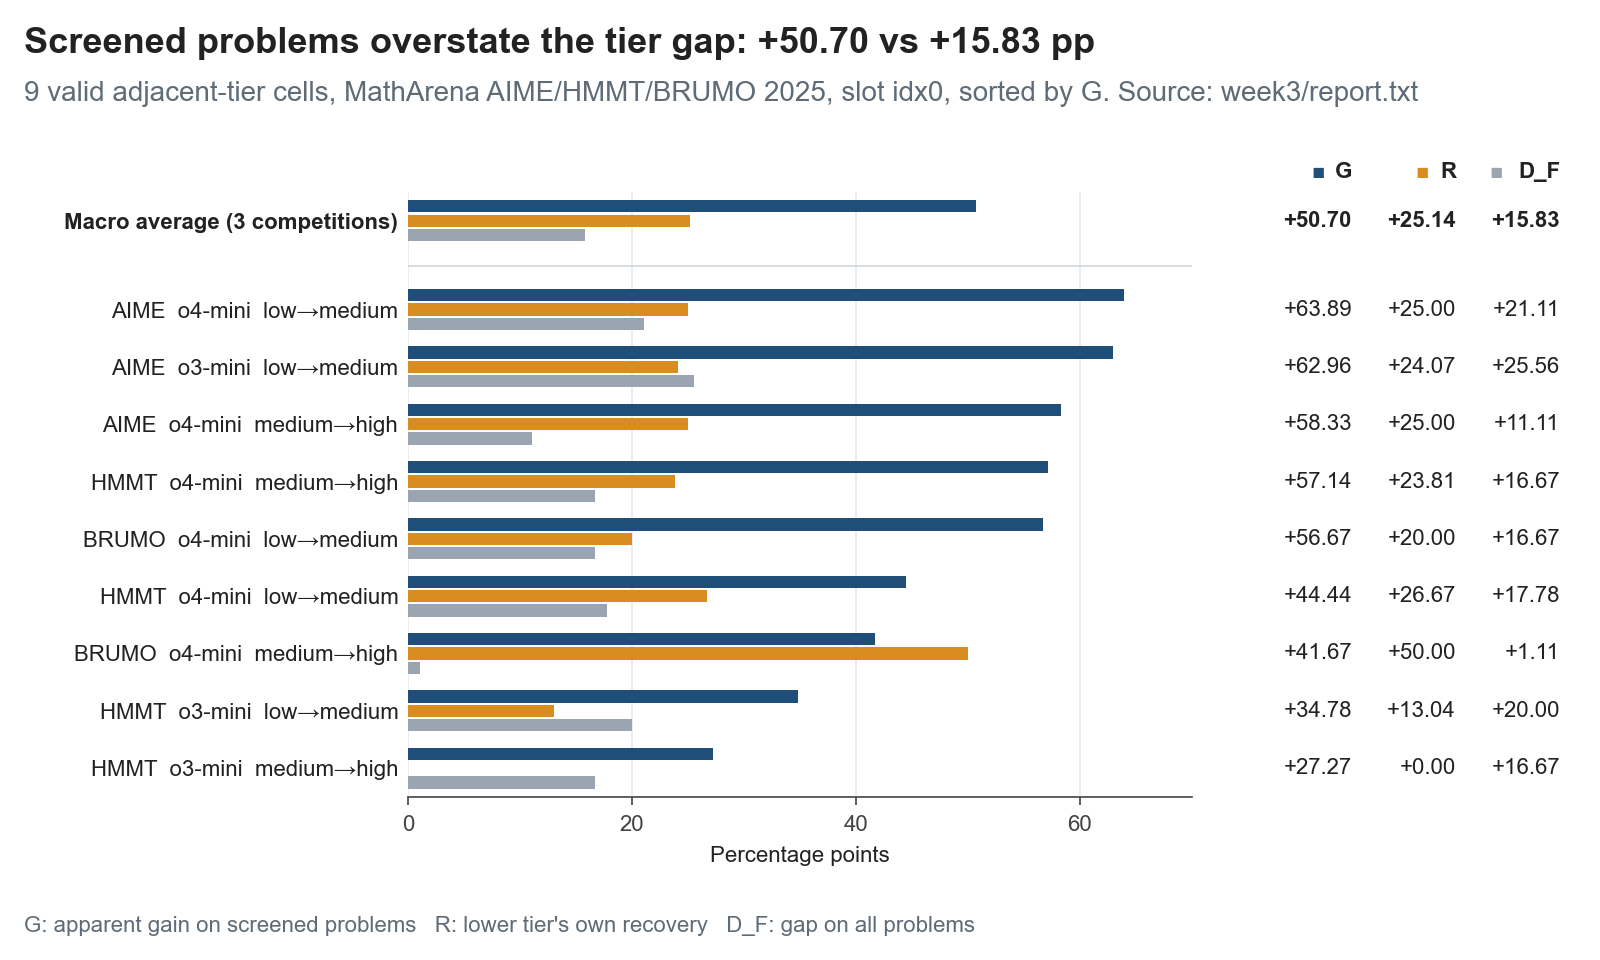 Screened problems overstate the tier gap: +50.70 vs +15.83 pp
9 valid adjacent-tier cells, MathArena AIME/HMMT/BRUMO 2025, slot idx0, sorted by G. Source: week3/report.txt
G R D_F
Macro average (3 competitions) +50.70 +25.14 +15.83
AIME o4-mini low→medium +63.89 +25.00 +21.11
AIME o3-mini low→medium +62.96 +24.07 +25.56
AIME o4-mini medium→high +58.33 +25.00 +11.11
HMMT o4-mini medium→high +57.14 +23.81 +16.67
BRUMO o4-mini low→medium +56.67 +20.00 +16.67
HMMT o4-mini low→medium +44.44 +26.67 +17.78
BRUMO o4-mini medium→high +41.67 +50.00 +1.11
HMMT o3-mini low→medium +34.78 +13.04 +20.00
HMMT o3-mini medium→high +27.27 +0.00 +16.67
0 20 40 60
Percentage points
G: apparent gain on screened problems R: lower tier's own recovery D_F: gap on all problems